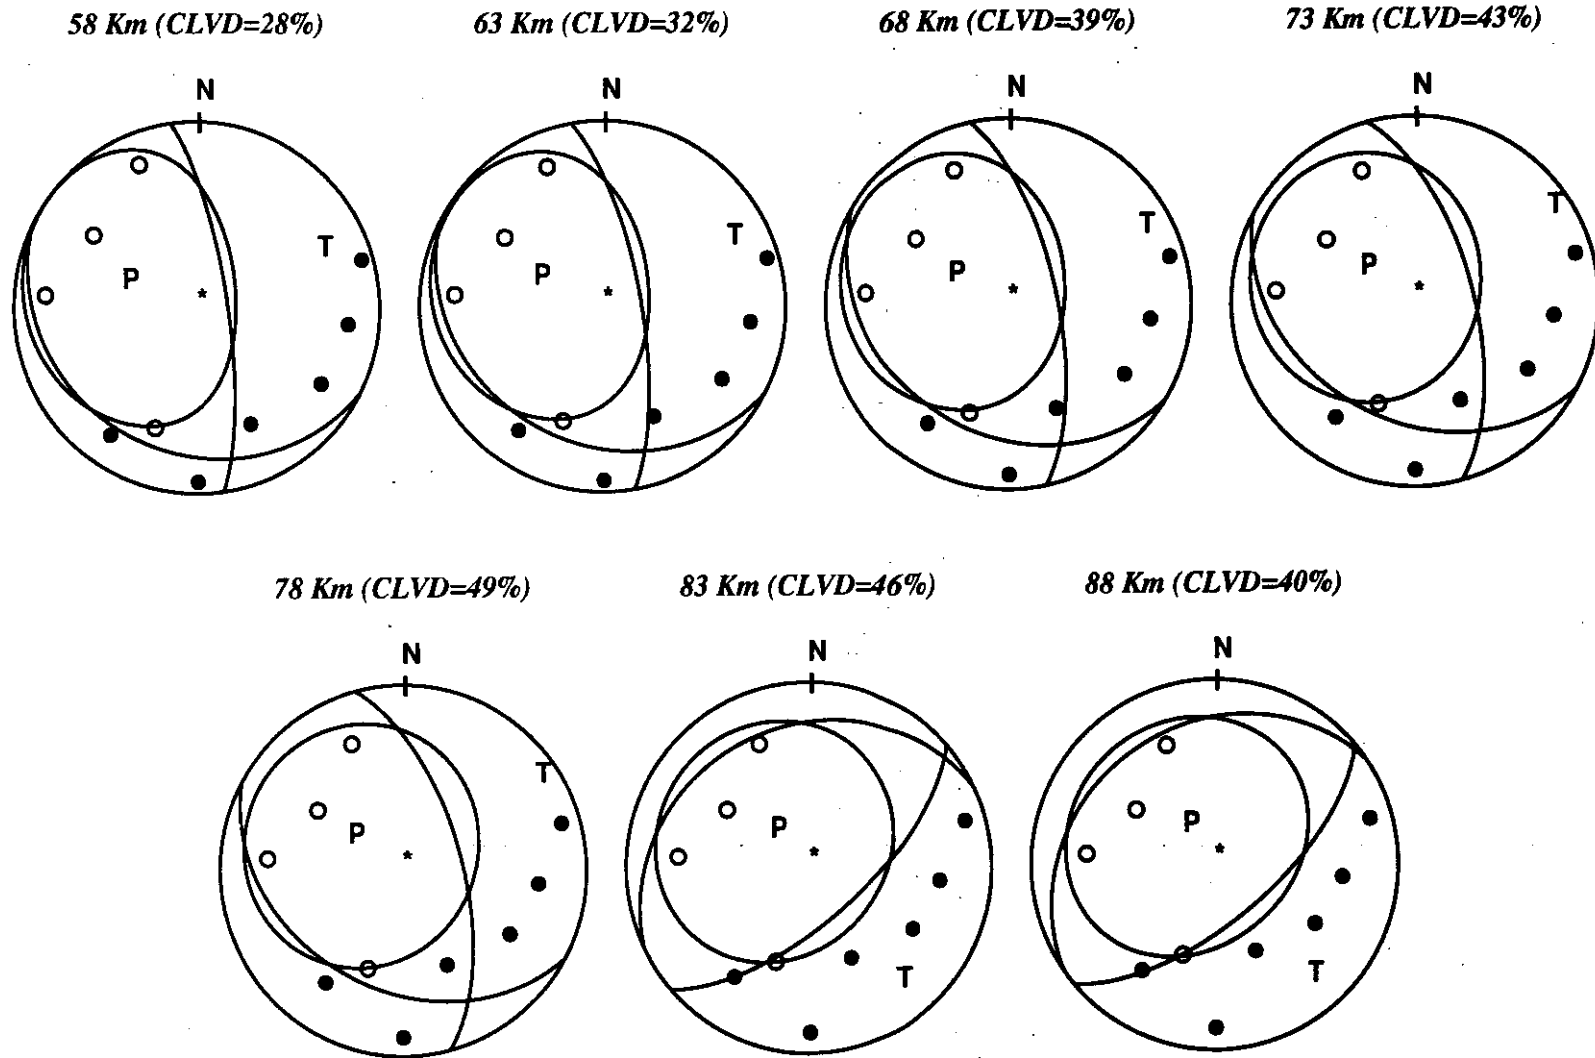 58 Km (CLVD=28%)
63 Km (CLVD=32%)
68 Km (CLVD=39%)
73 Km (CLVD=43%)
N
N
N
N
T
T
T
T
P
P
P
P
*
*
*
*
78 Km (CLVD=49%)
83 Km (CLVD=46%)
88 Km (CLVD=40%)
N
N
N
T
P
P
P
*
*
*
T
T